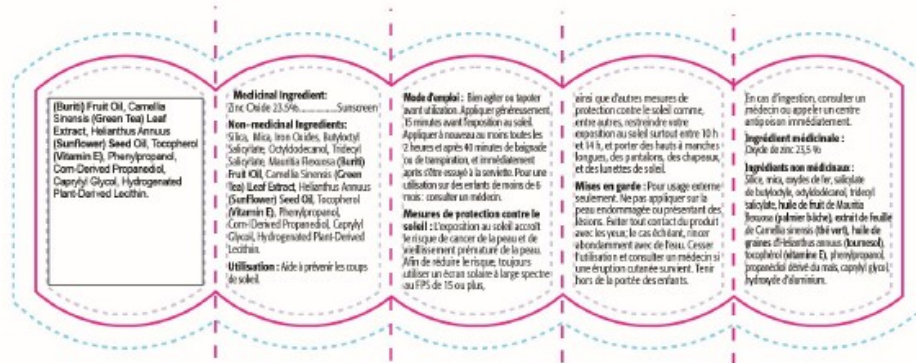 (Buriti) Fruit Oil, Camellia
Sinensis (Green Tea) Leaf
Extract, Helianthus Annuus
(Sunflower) Seed Oil, Tocopherol
(Vitamin E), Phenylpropanol,
Corn-Derived Propanediol,
Caprylyl Glycol, Hydrogenated
Plant-Derived Lecithin.
Medicinal Ingredient:
Zinc Oxide 23.5%...............Sunscreen
Non-medicinal Ingredients:
Silica, Mica, Iron Oxides, Butyloctyl
Salicylate, Octyldodecanol, Tridecyl
Salicylate, Mauritia Flexuosa (Buriti)
Fruit Oil, Camellia Sinensis (Green
Tea) Leaf Extract, Helianthus Annuus
(Sunflower) Seed Oil, Tocopherol
(Vitamin E), Phenylpropanol,
Corn-Derived Propanediol, Caprylyl
Glycol, Hydrogenated Plant-Derived
Lecithin.
Utilisation : Aide à prévenir les coups
de soleil.
Mode d'emploi : Bien agiter ou tapoter
avant utilization. Appliquer généreusement
15 minutes avant l'exposition au soleil.
Appliquer à nouveau au moins toutes les
2 heures et après 40 minutes de baignade
ou de transpiration, et immédiatement
après d'être essayé à la serviette. Pour une
utilisation sur des enfants de moins de 6
mois: consulter un médecin.
Mesures de protection contre le
soleil : L'exposition au soleil accroît
le risque de cancer de la peau et de
vieillissement prématuré de la peau.
Afin de réduire le risque, toujours
utiliser un écran solaire à large spectre
au FPS de 15 ou plus,
ainsi que d'autres mesures de
protection contre le soleil comme,
entre autres, restreindre votre
exposition au soleil surtout entre 10 h
et 14 h, et porter des hauts à manches
longues, des pantalons, des chapeaux,
et des lunettes de soleil.
Mises en garde : Pour usage externe
seulement. Ne pas appliquer sur la
peau endommagée ou présentant des
lésions. Éviter tout contact du produit
avec les yeux; le cas échéant, rincer
abondamment avec de l'eau. Cesser
l'utilisation et consulter un médecin si
une éruption cutanée survient. Tenir
hors de la portée des enfants.
En cas d'ingestion, consulter un
médecin ou appeler un centre
antipoison immédiatement.
Ingrédient médicinale :
Oxyde de zinc 23,5 %
Ingrédients non médicinaux :
Silice, mica, oxydes de fer, salicylate
de butyloctyle, octyldodécanol, tridecyl
salicylate, huile de fruit de Mauritia
flexuosa (palmier bâche), extrait de feuille
de Camellia sinensis (thé vert), huile de
graines d'Helianthus annuus (tournesol),
tocophérol (vitamine E), phenylpropanol,
propanediol dérivé du maïs, caprylyl glycol,
hydroxyde d'aluminium.